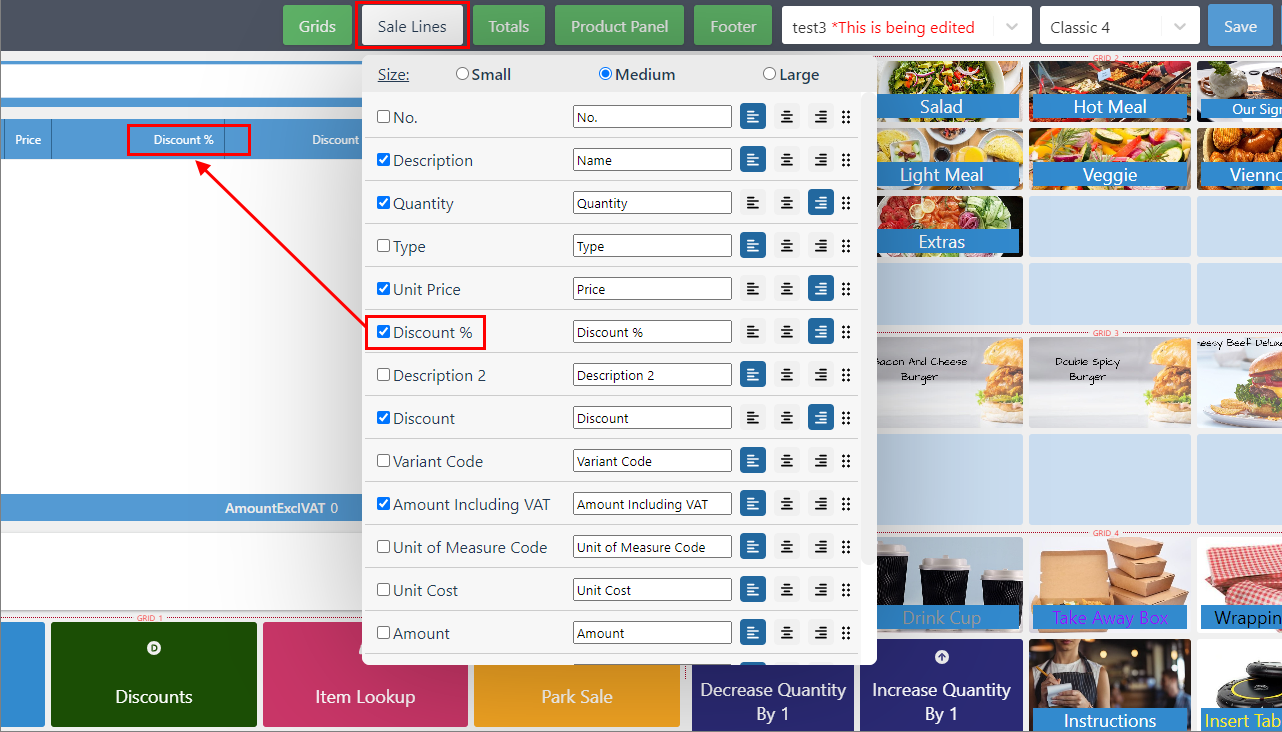 Grids
Sale Lines
Totals
Product Panel
Footer
test3 *This is being edited
Classic 4
Save
Size:
Small
Medium
Large
No.
No.
Description
Name
Quantity
Quantity
Type
Type
Unit Price
Price
Discount %
Discount %
Description 2
Description 2
Discount
Discount
Variant Code
Variant Code
Amount Including VAT
Amount Including VAT
Unit of Measure Code
Unit of Measure Code
Unit Cost
Unit Cost
Amount
Amount
Price
Discount %
Discount
AmountExclVAT 0
GRID 1
D
Discounts
Item Lookup
Park Sale
Decrease Quantity
By 1
Increase Quantity
By 1
GRID 2
Salad
Hot Meal
Our Sig
Light Meal
Veggie
Vienno
Extras
GRID 3
Bacon And Cheese
Burger
Double Spicy
Burger
eesy Beef Deluxe
GRID 4
Drink Cup
Take Away Box
Wrapping
Instructions
Insert Tab